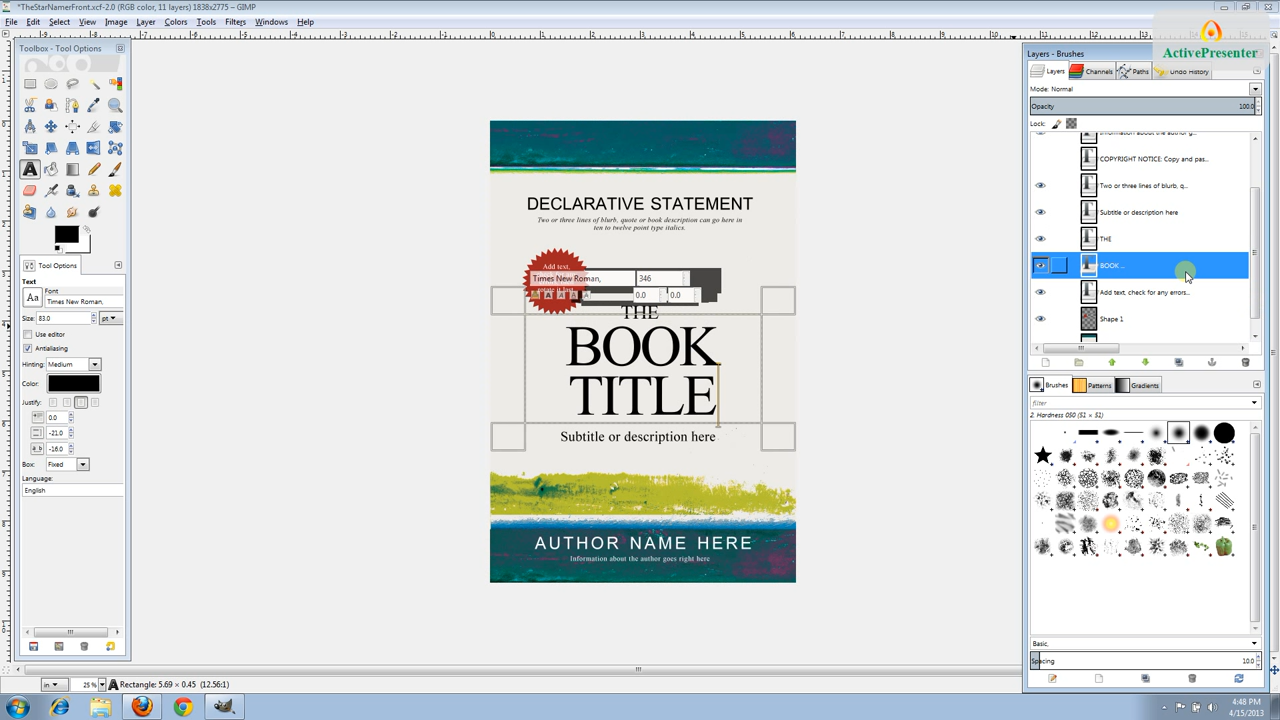 *TheStarNamerFront.xcf-2.0 (RGB color, 11 layers) 1838x2775 – GIMP
File Edit Select View Image Layer Colors Tools Filters Windows Help
ActivePresenter
Toolbox - Tool Options
Tool Options
Text
Font
Aa
Times New Roman,
Size: 83.0 pt
Use editor
Antialiasing
Hinting: Medium
Color:
Justify:
0.0
-21.0
-16.0
Box: Fixed
Language:
English
DECLARATIVE STATEMENT
Two or three lines of blurb, quote or book description can go here in
ten to twelve point type italics.
Add text,
Times New Roman, 346
0.0 0.0
THE
BOOK
TITLE
Subtitle or description here
AUTHOR NAME HERE
Information about the author goes right here
Layers - Brushes
Layers Channels Paths Undo History
Mode: Normal
Opacity 100.0
Lock:
Information about the author g...
COPYRIGHT NOTICE: Copy and pas...
Two or three lines of blurb, q...
Subtitle or description here
THE
BOOK ...
Add text, check for any errors...
Shape 1
Brushes Patterns Gradients
filter
2. Hardness 050 (51 × 51)
Basic,
Spacing 10.0
in 25 % Rectangle: 5.69 × 0.45 (12.56:1)
4:48 PM
4/15/2013